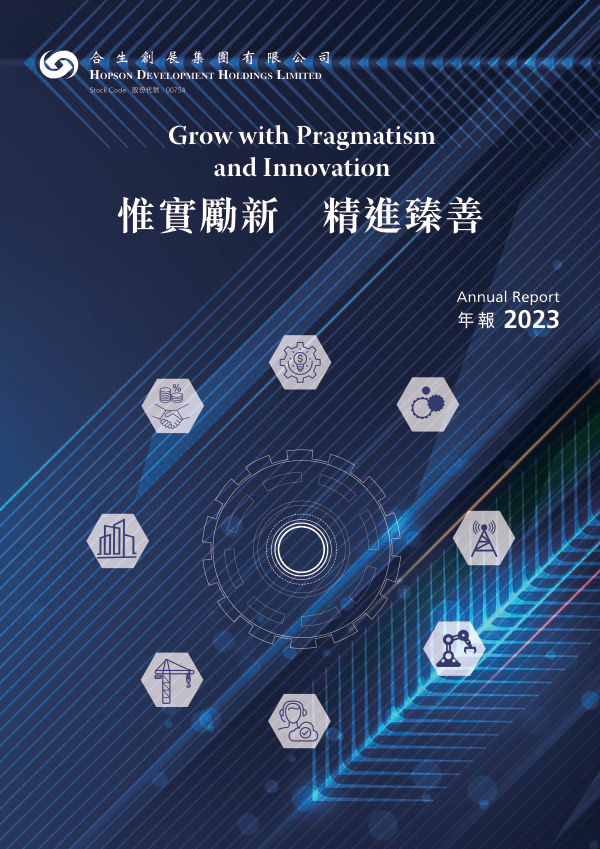 合生創展集團有限公司
HOPSON DEVELOPMENT HOLDINGS LIMITED
Stock Code 股份代號 : 00754
Grow with Pragmatism
and Innovation
惟實勵新 精進臻善
Annual Report
年報 2023
%
$